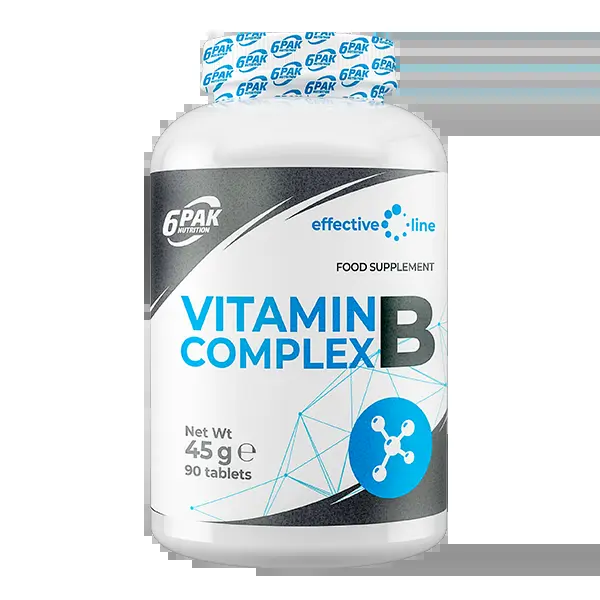 6PAK
NUTRITION
effective line
FOOD SUPPLEMENT
VITAMIN B
COMPLEX
Net Wt
45 g e
90 tablets